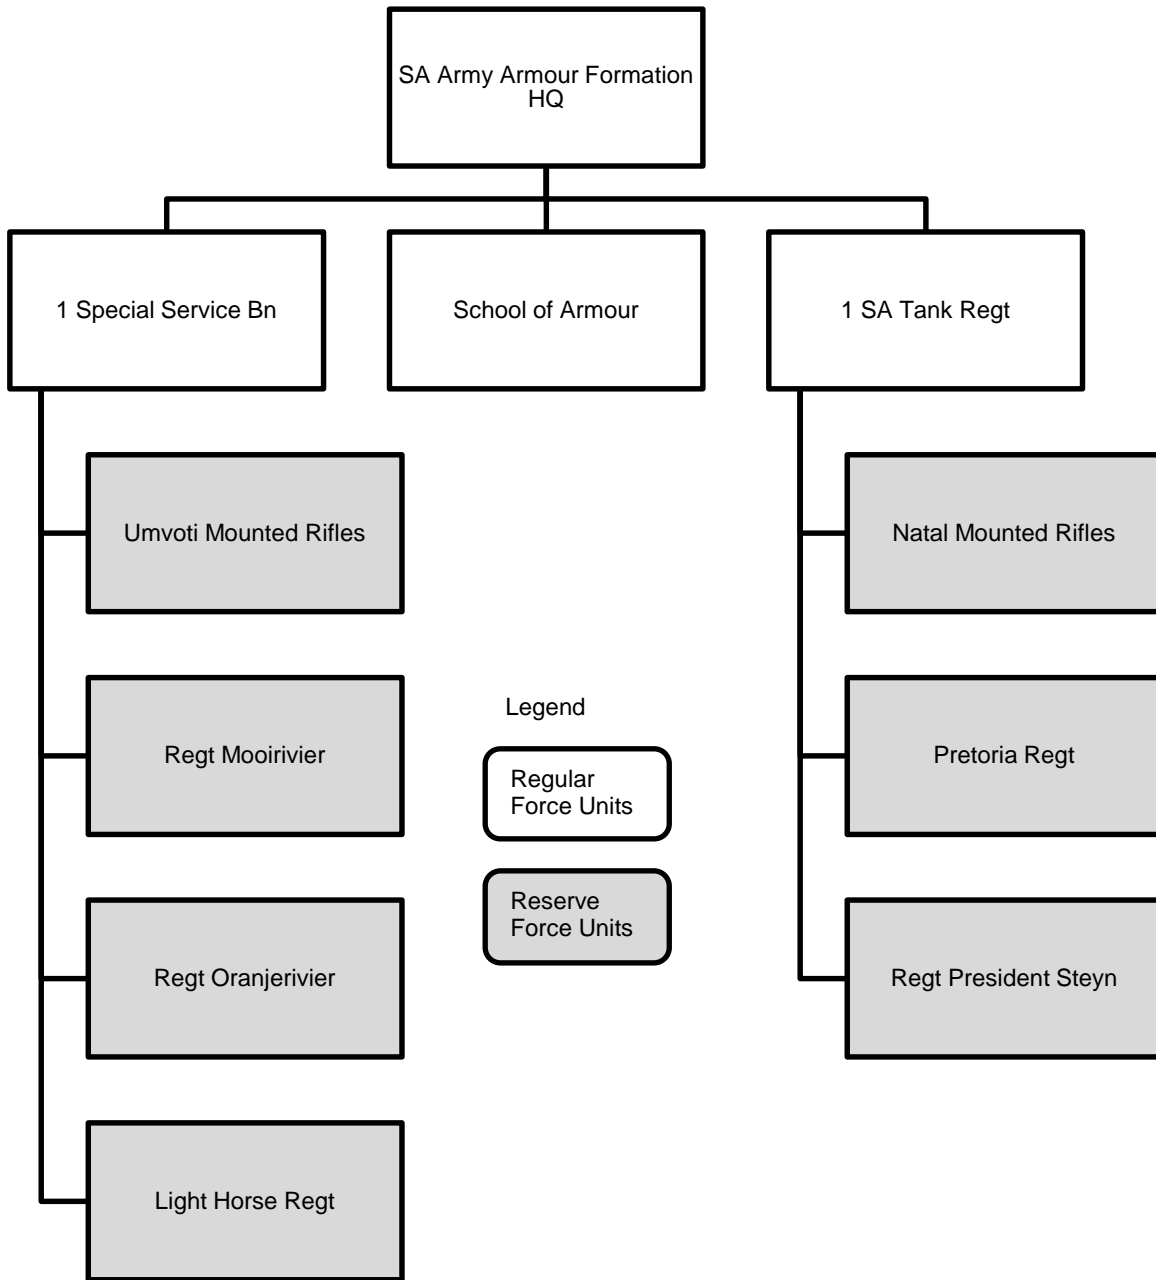 SA Army Armour Formation
HQ
1 Special Service Bn
School of Armour
1 SA Tank Regt
Umvoti Mounted Rifles
Natal Mounted Rifles
Regt Mooirivier
Legend
Regular
Force Units
Pretoria Regt
Reserve
Force Units
Regt Oranjerivier
Regt President Steyn
Light Horse Regt